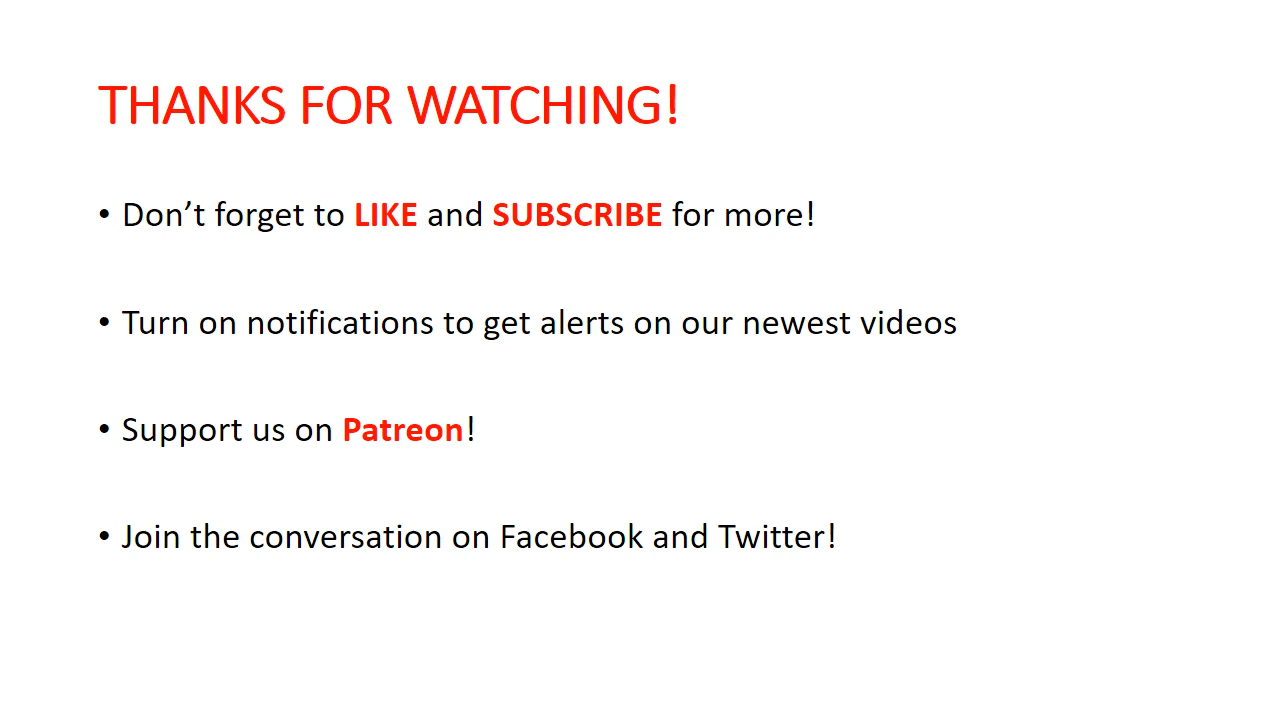 THANKS FOR WATCHING!
• Don’t forget to LIKE and SUBSCRIBE for more!
• Turn on notifications to get alerts on our newest videos
• Support us on Patreon!
• Join the conversation on Facebook and Twitter!